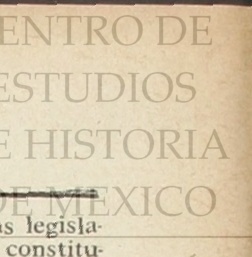 ENTRO DE
ESTUDIOS
E HISTORIA
DE MEXICO
as legisla-
constitu-